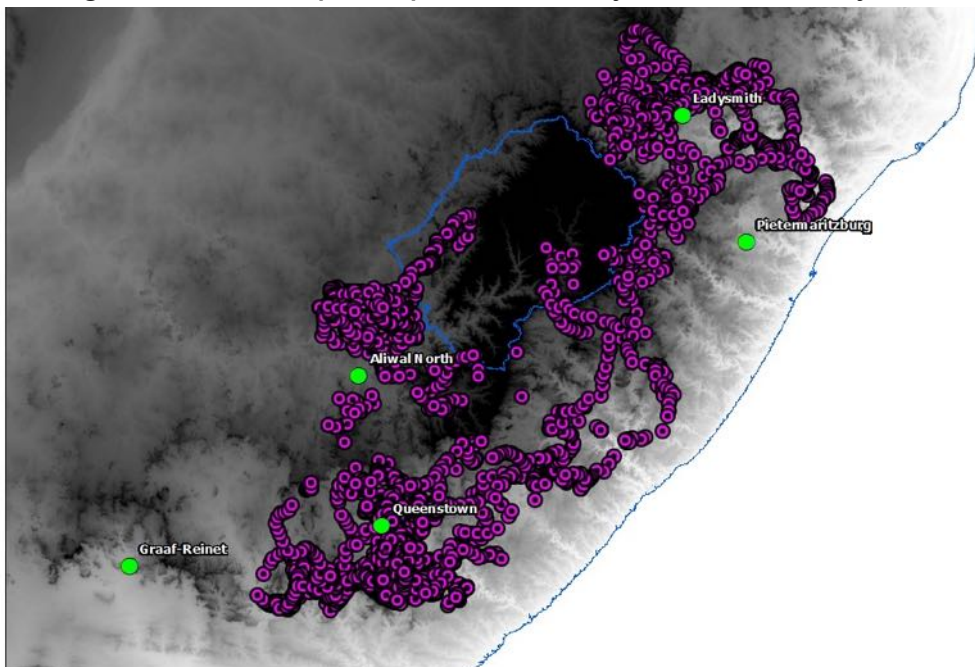 Ladysmith
Pietermaritzburg
Aliwal North
Queenstown
Graaf-Reinet